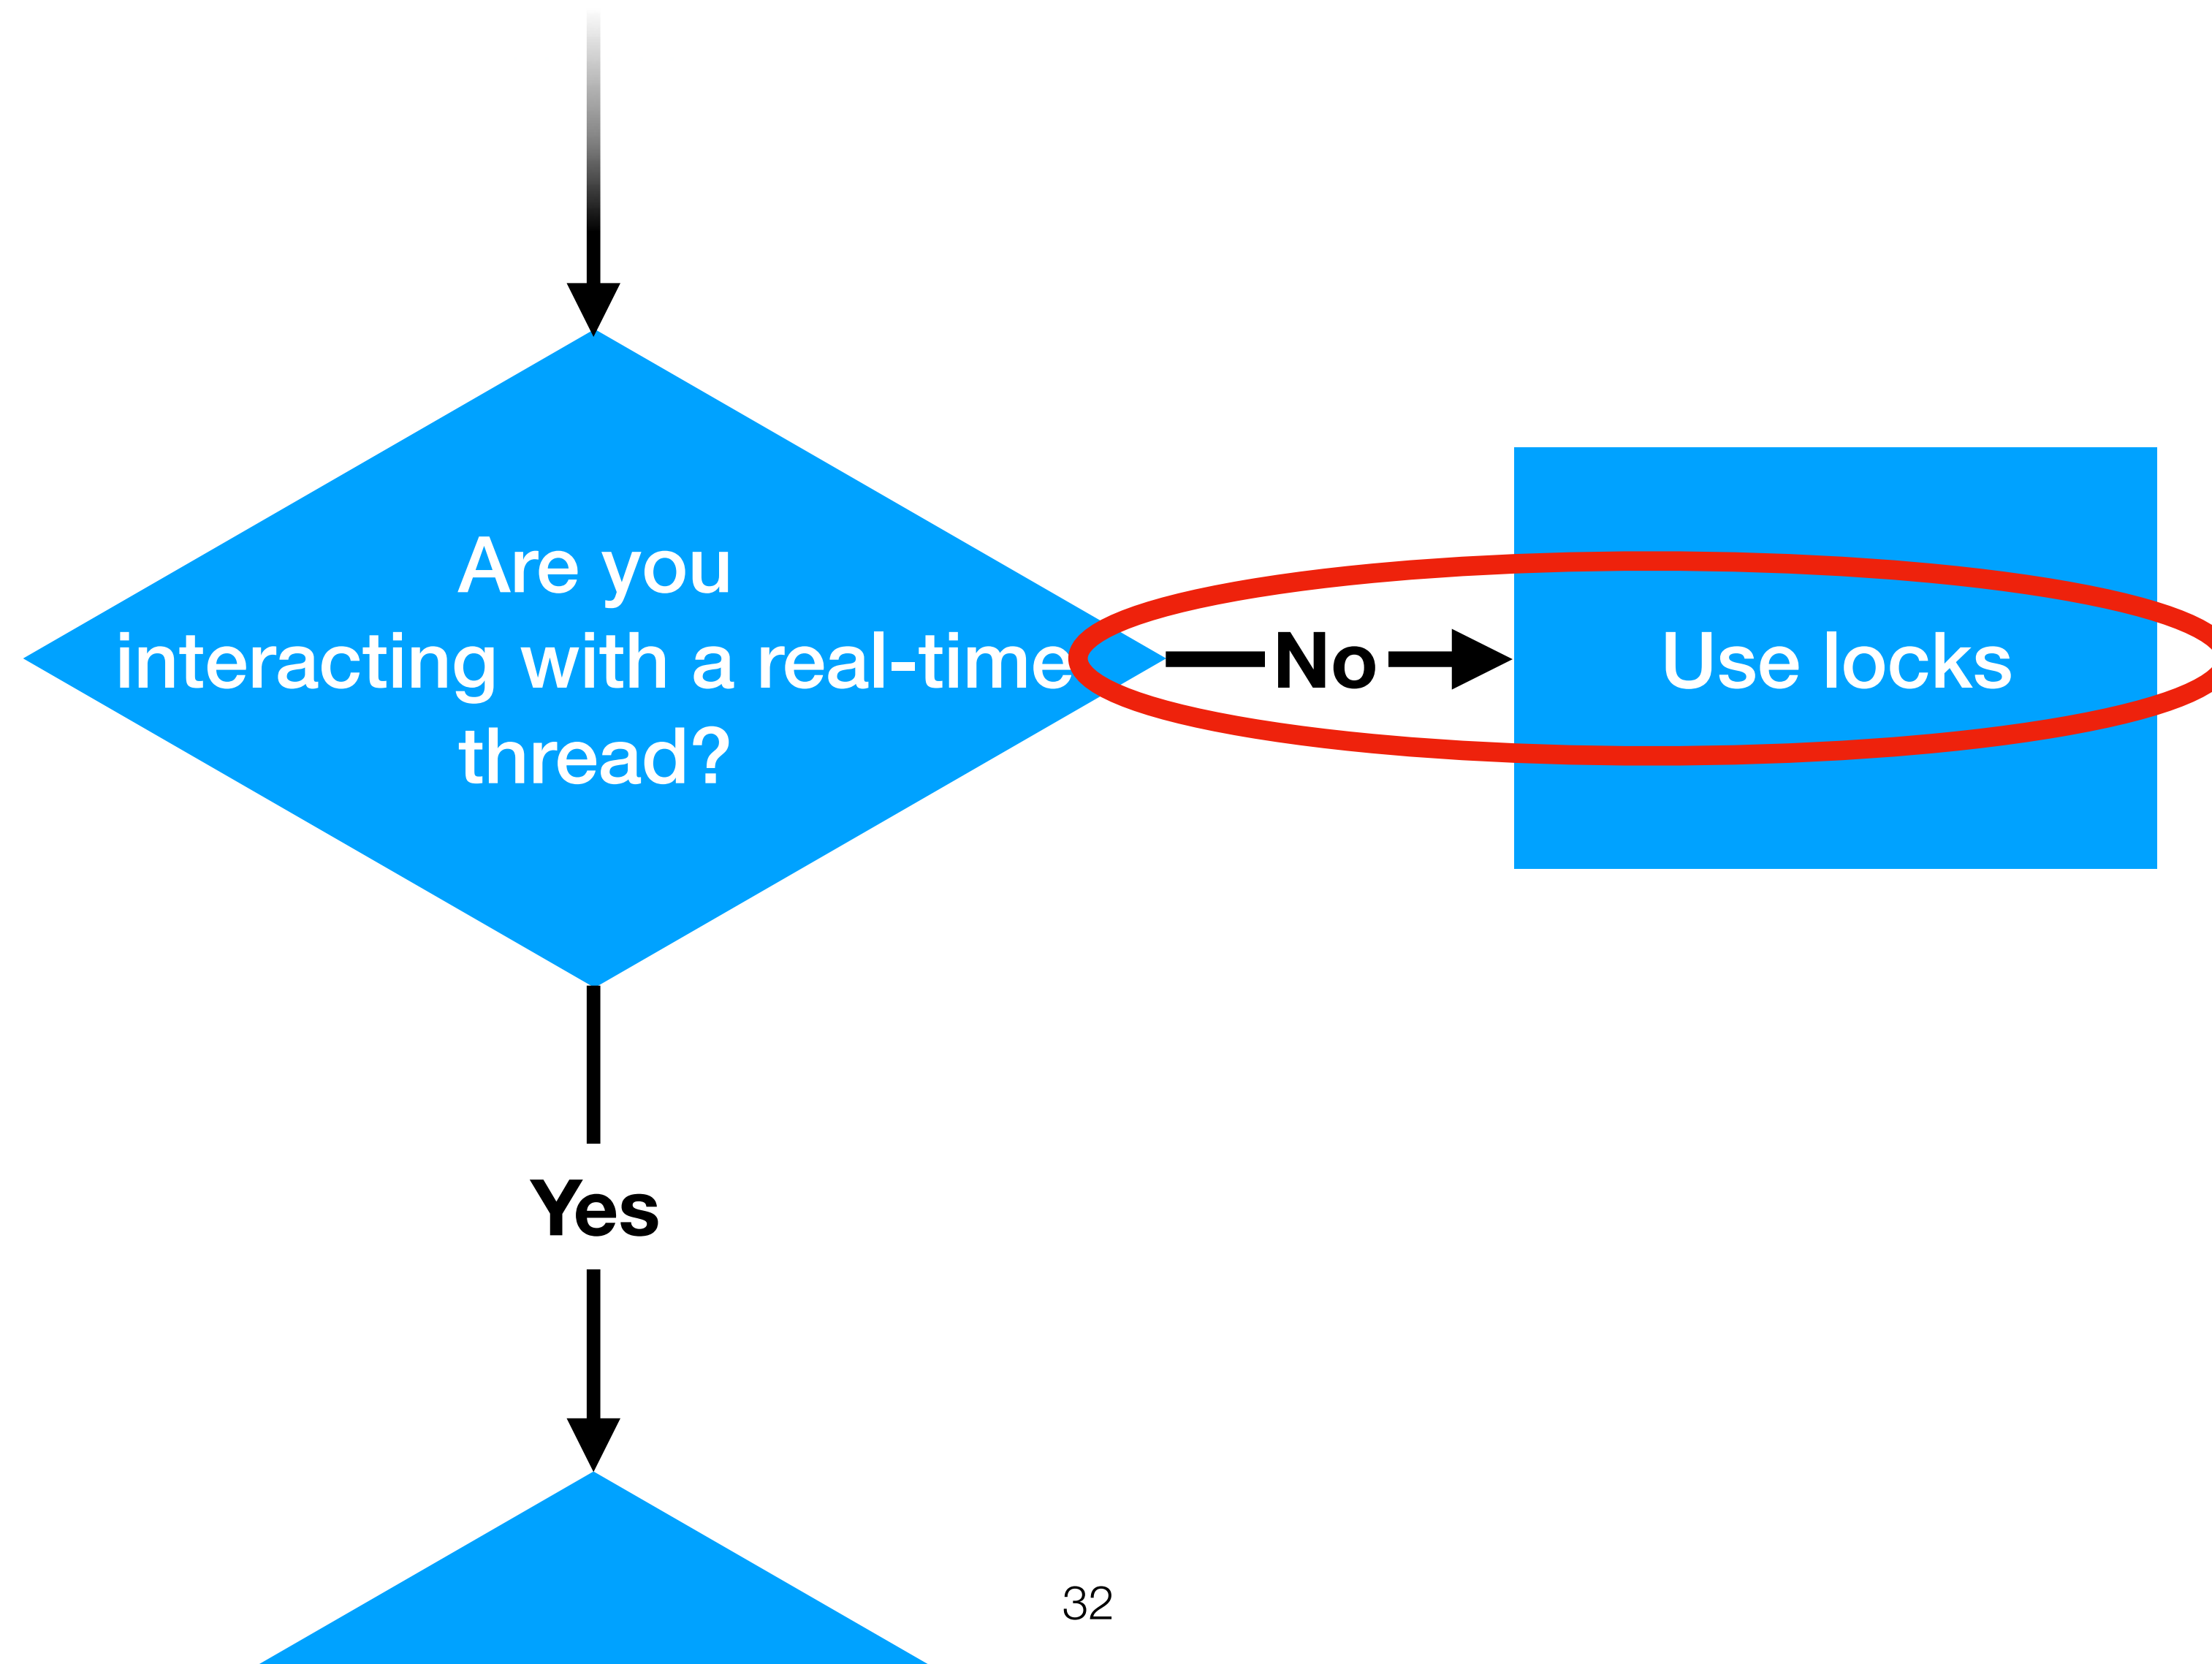 Are you
interacting with a real-time
thread?
No
Use locks
Yes
32